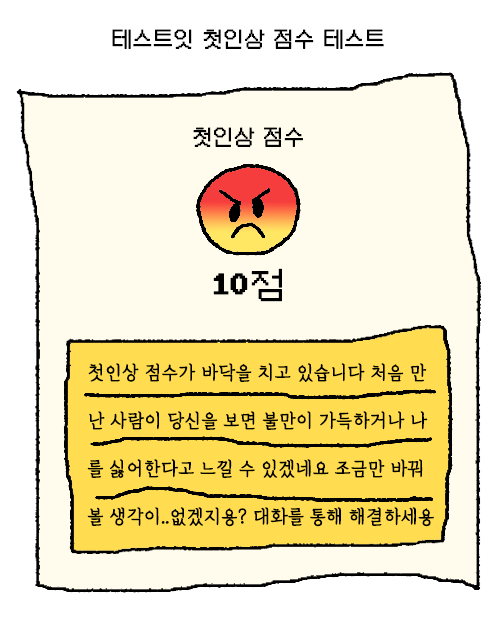 테스트잇 첫인상 점수 테스트
첫인상 점수
10점
첫인상 점수가 바닥을 치고 있습니다 처음 만
난 사람이 당신을 보면 불만이 가득하거나 나
를 싫어한다고 느낄 수 있겠네요 조금만 바꿔
볼 생각이..없겠지용? 대화를 통해 해결하세용